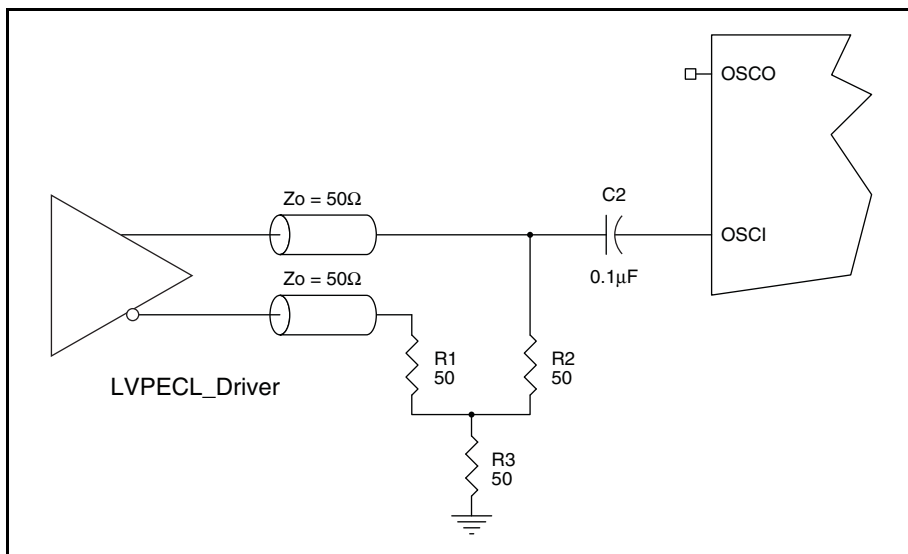 OSCO
Zo = 50Ω
C2
OSCI
Zo = 50Ω
0.1μF
R1
50
R2
50
LVPECL_Driver
R3
50